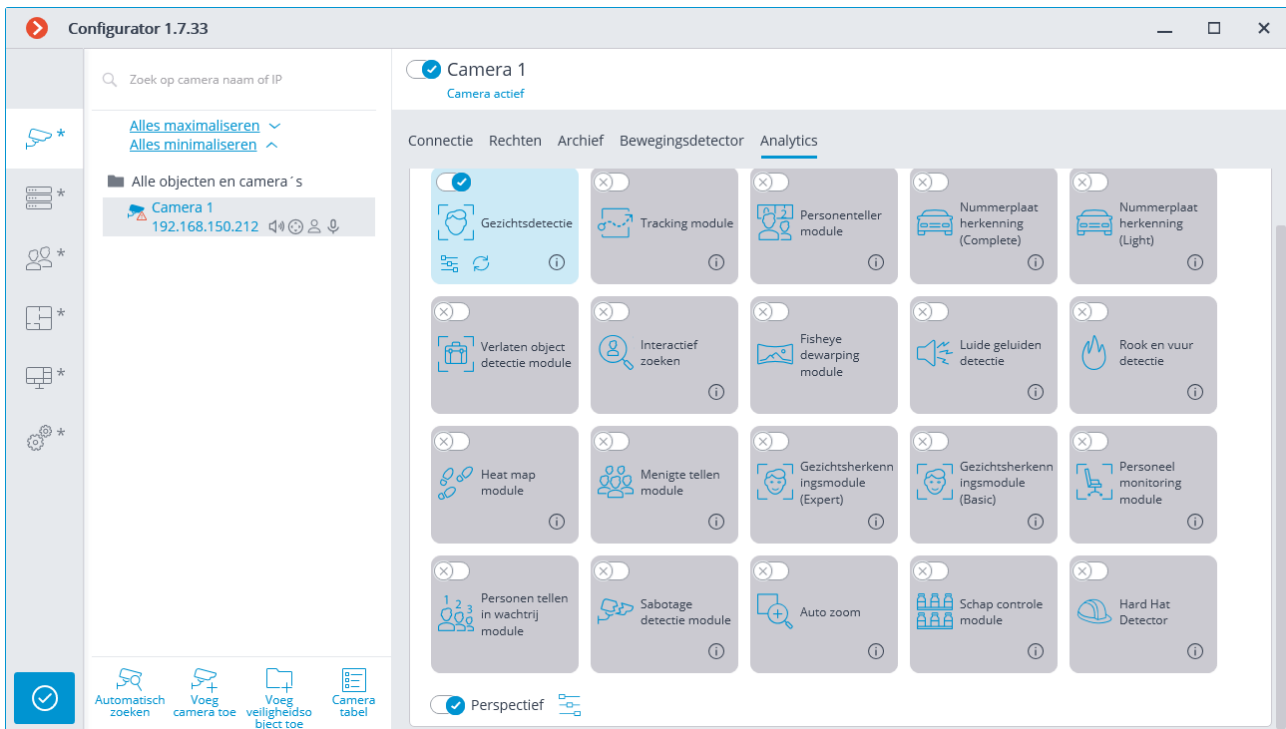 Configurator 1.7.33
Zoek op camera naam of IP
Alles maximaliseren
Alles minimaliseren
Alle objecten en camera´s
Camera 1
192.168.150.212
*
*
*
*
*
*
Automatisch
zoeken
Voeg
camera toe
Voeg
veiligheidso
bject toe
Camera
tabel
Camera 1
Camera actief
Connectie Rechten Archief Bewegingsdetector Analytics
Gezichtsdetectie
Tracking module
Personenteller
module
Nummerplaat
herkenning
(Complete)
Nummerplaat
herkenning
(Light)
Verlaten object
detectie module
Interactief
zoeken
Fisheye
dewarping
module
Luide geluiden
detectie
Rook en vuur
detectie
Heat map
module
Menigte tellen
module
Gezichtsherkenn
ingsmodule
(Expert)
Gezichtsherkenn
ingsmodule
(Basic)
Personeel
monitoring
module
1 2 3
Personen tellen
in wachtrij
module
Sabotage
detectie module
Auto zoom
Schap controle
module
Hard Hat
Detector
Perspectief